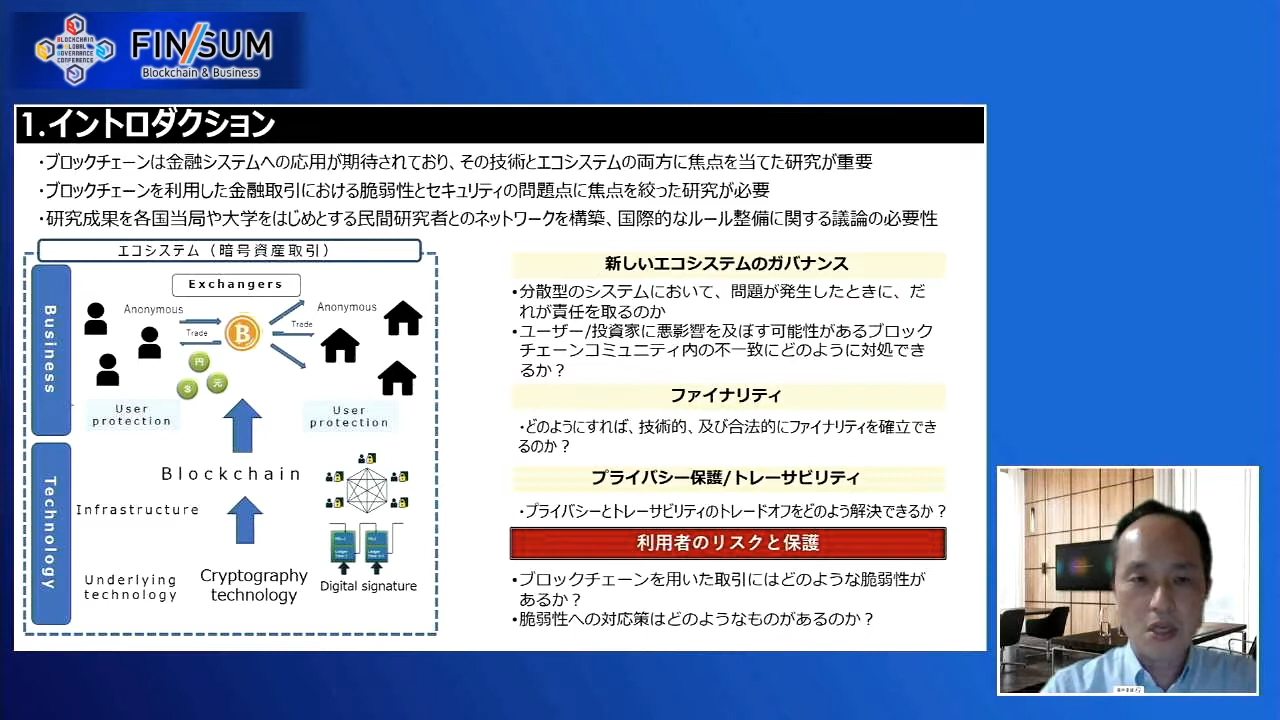 BLOCKCHAIN
GLOBAL
GOVERNANCE
CONFERENCE
FIN/SUM
Blockchain & Business
1.イントロダクション
・ブロックチェーンは金融システムへの応用が期待されており、その技術とエコシステムの両方に焦点を当てた研究が重要
・ブロックチェーンを利用した金融取引における脆弱性とセキュリティの問題点に焦点を絞った研究が必要
・研究成果を各国当局や大学をはじめとする民間研究者とのネットワークを構築、国際的なルール整備に関する議論の必要性
エコシステム（暗号資産取引）
Business
Exchangers
Anonymous
Anonymous
Trade
Trade
B
円
$
元
User
protection
User
protection
Technology
Blockchain
Infrastructure
Underlying
technology
Cryptography
technology
Digital signature
新しいエコシステムのガバナンス
•分散型のシステムにおいて、問題が発生したときに、だ
れが責任を取るのか
•ユーザー/投資家に悪影響を及ぼす可能性があるブロック
チェーンコミュニティ内の不一致にどのように対処でき
るか？
ファイナリティ
・どのようにすれば、技術的、及び合法的にファイナリティを確立でき
るのか？
プライバシー保護/トレーサビリティ
・プライバシーとトレーサビリティのトレードオフをどのよう解決できるか？
利用者のリスクと保護
•ブロックチェーンを用いた取引にはどのような脆弱性が
あるか？
•脆弱性への対応策はどのようなものがあるのか？